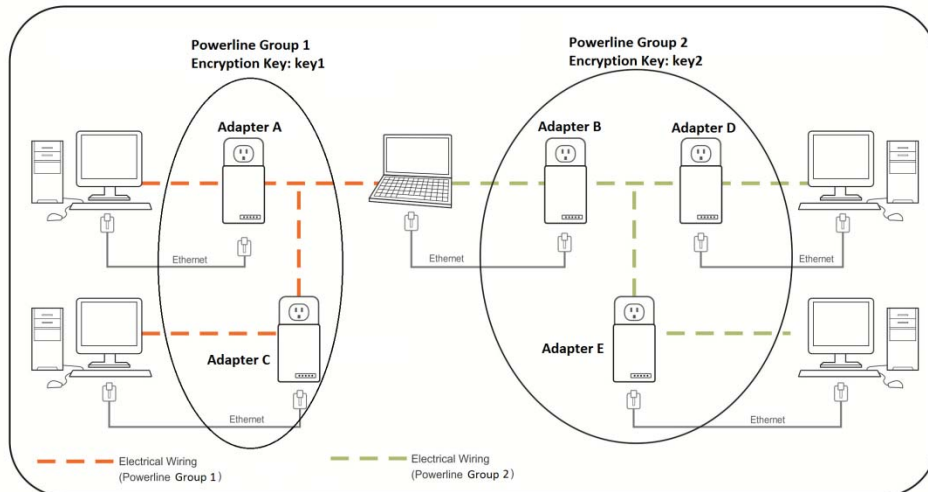 Powerline Group 1
Encryption Key: key1
Powerline Group 2
Encryption Key: key2
Adapter A
Adapter B
Adapter D
Ethernet
Ethernet
Ethernet
Adapter C
Adapter E
Ethernet
Ethernet
Electrical Wiring
(Powerline Group 1)
Electrical Wiring
(Powerline Group 2)